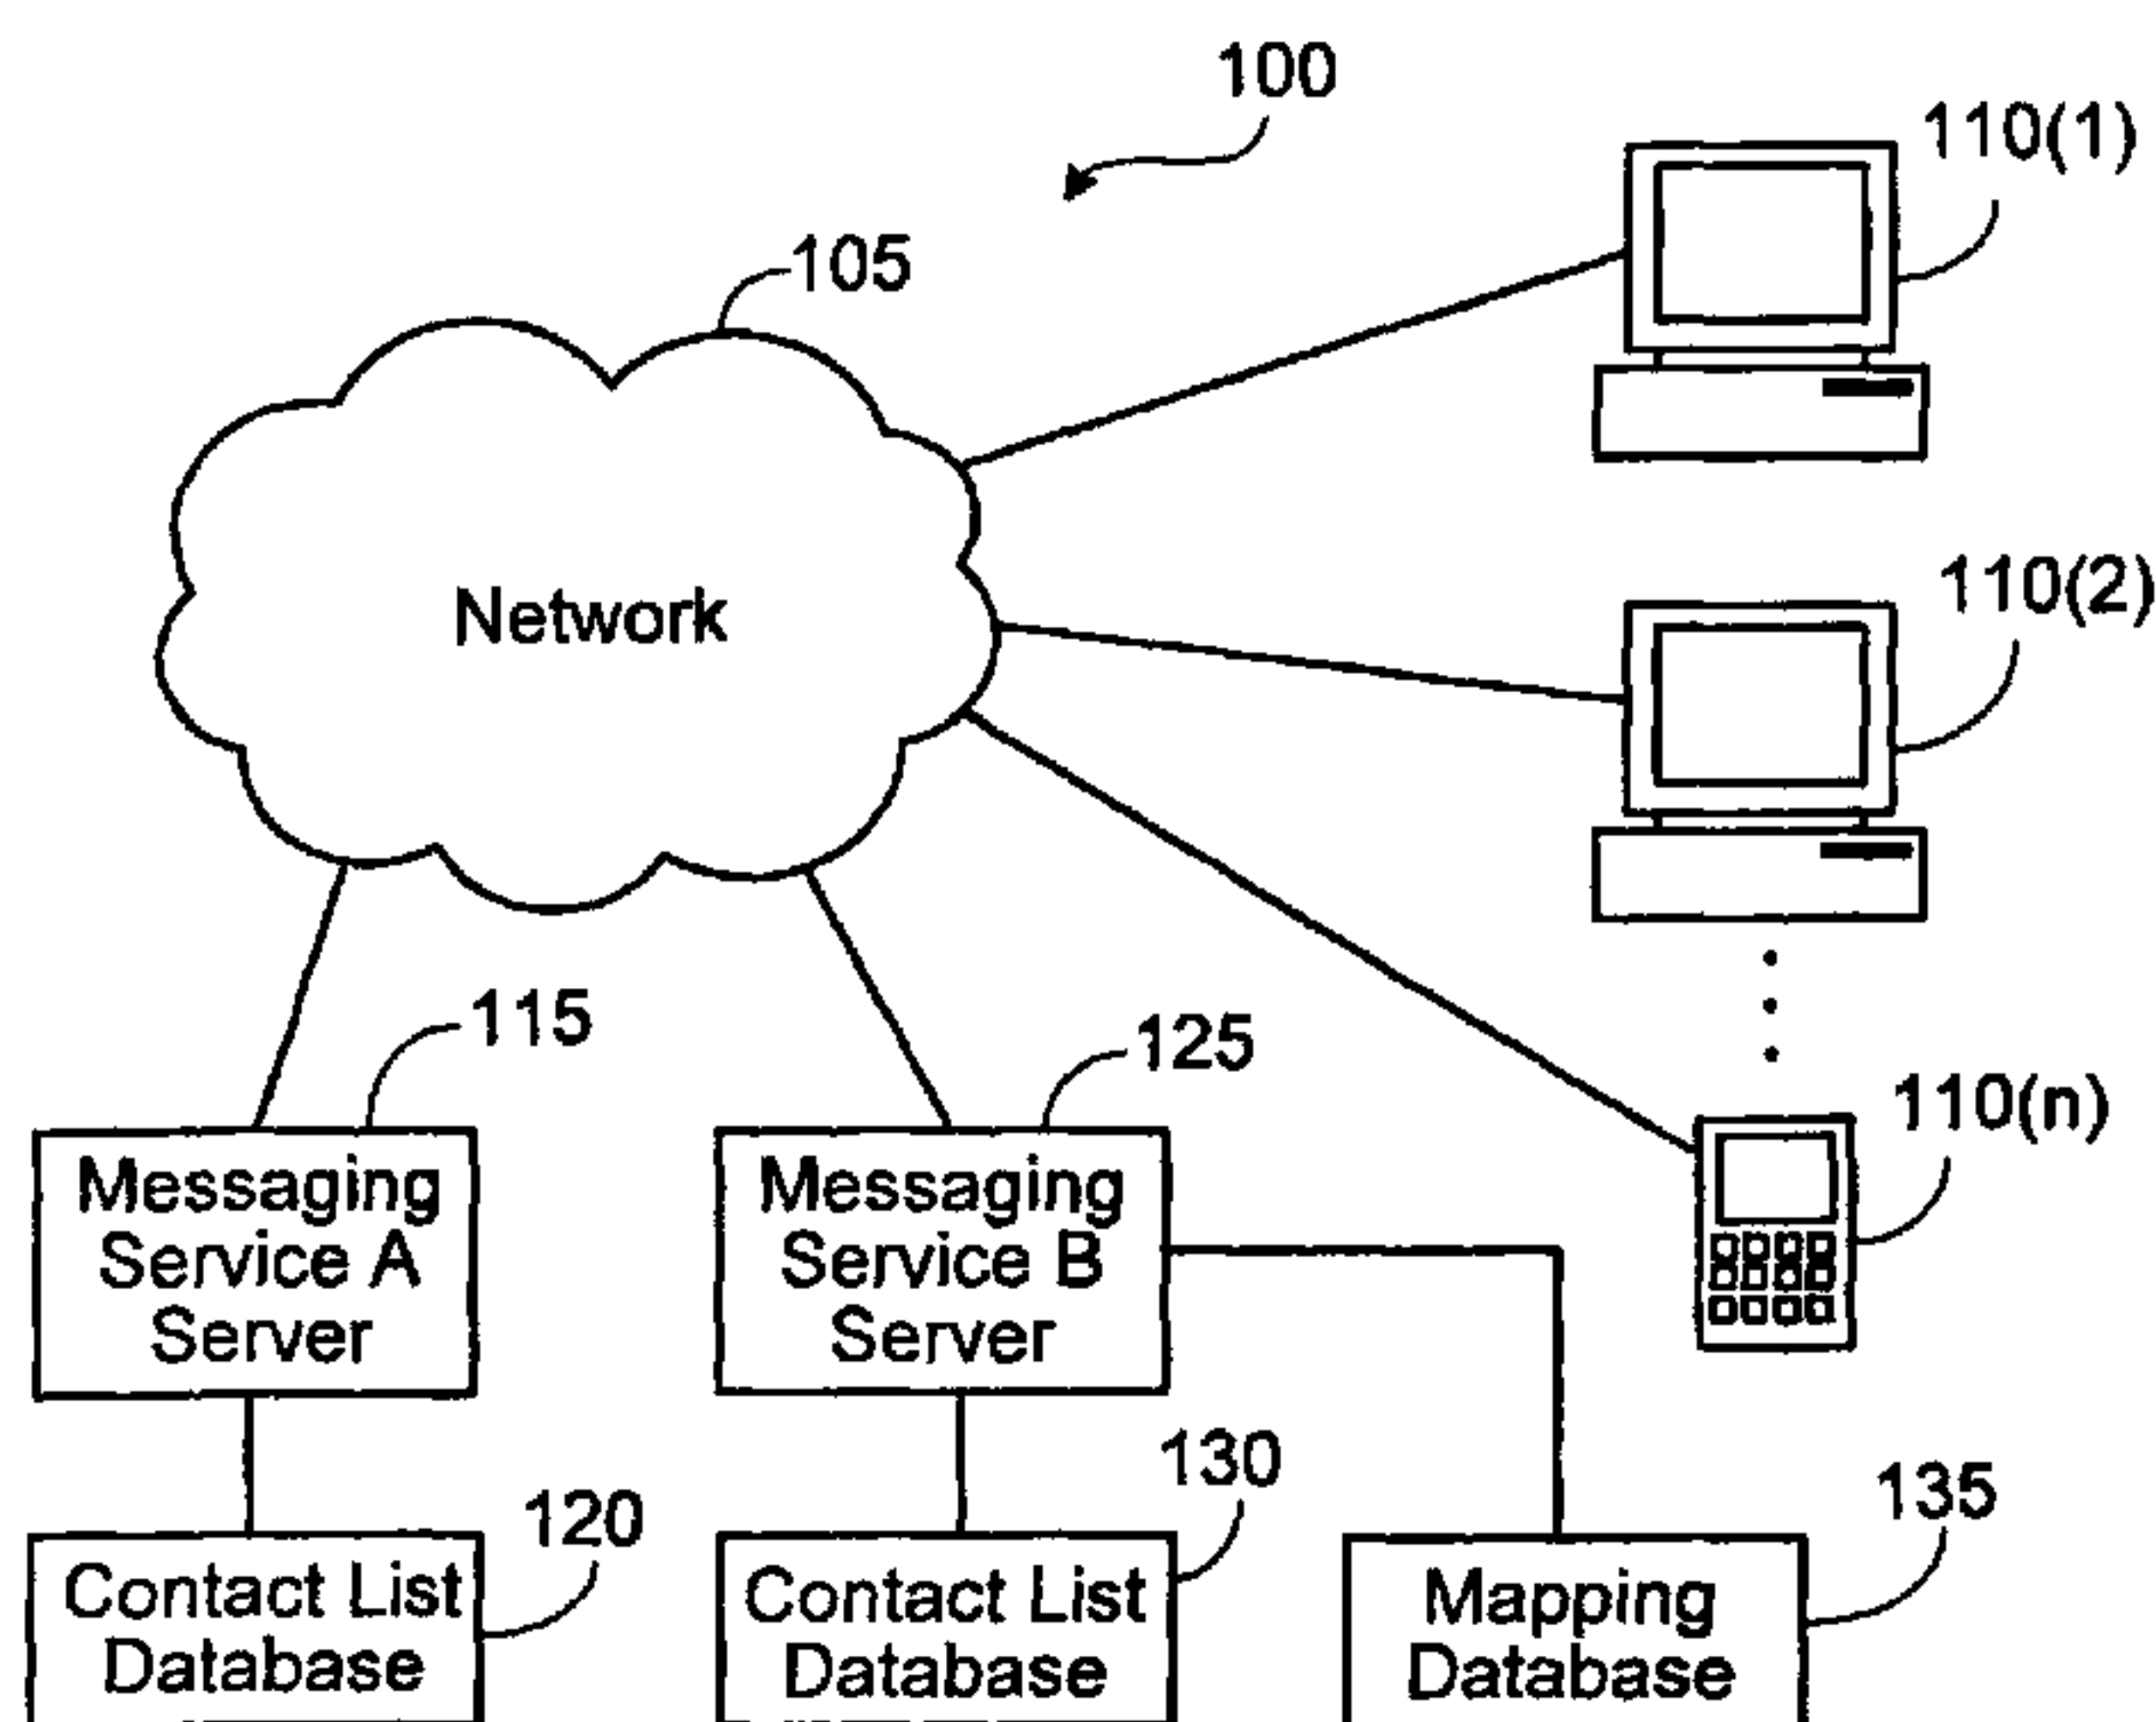 100
110(1)
105
110(2)
Network
115
125
110(n)
Messaging
Service A
Server
Messaging
Service B
Server
120
130
135
Contact List
Database
Contact List
Database
Mapping
Database